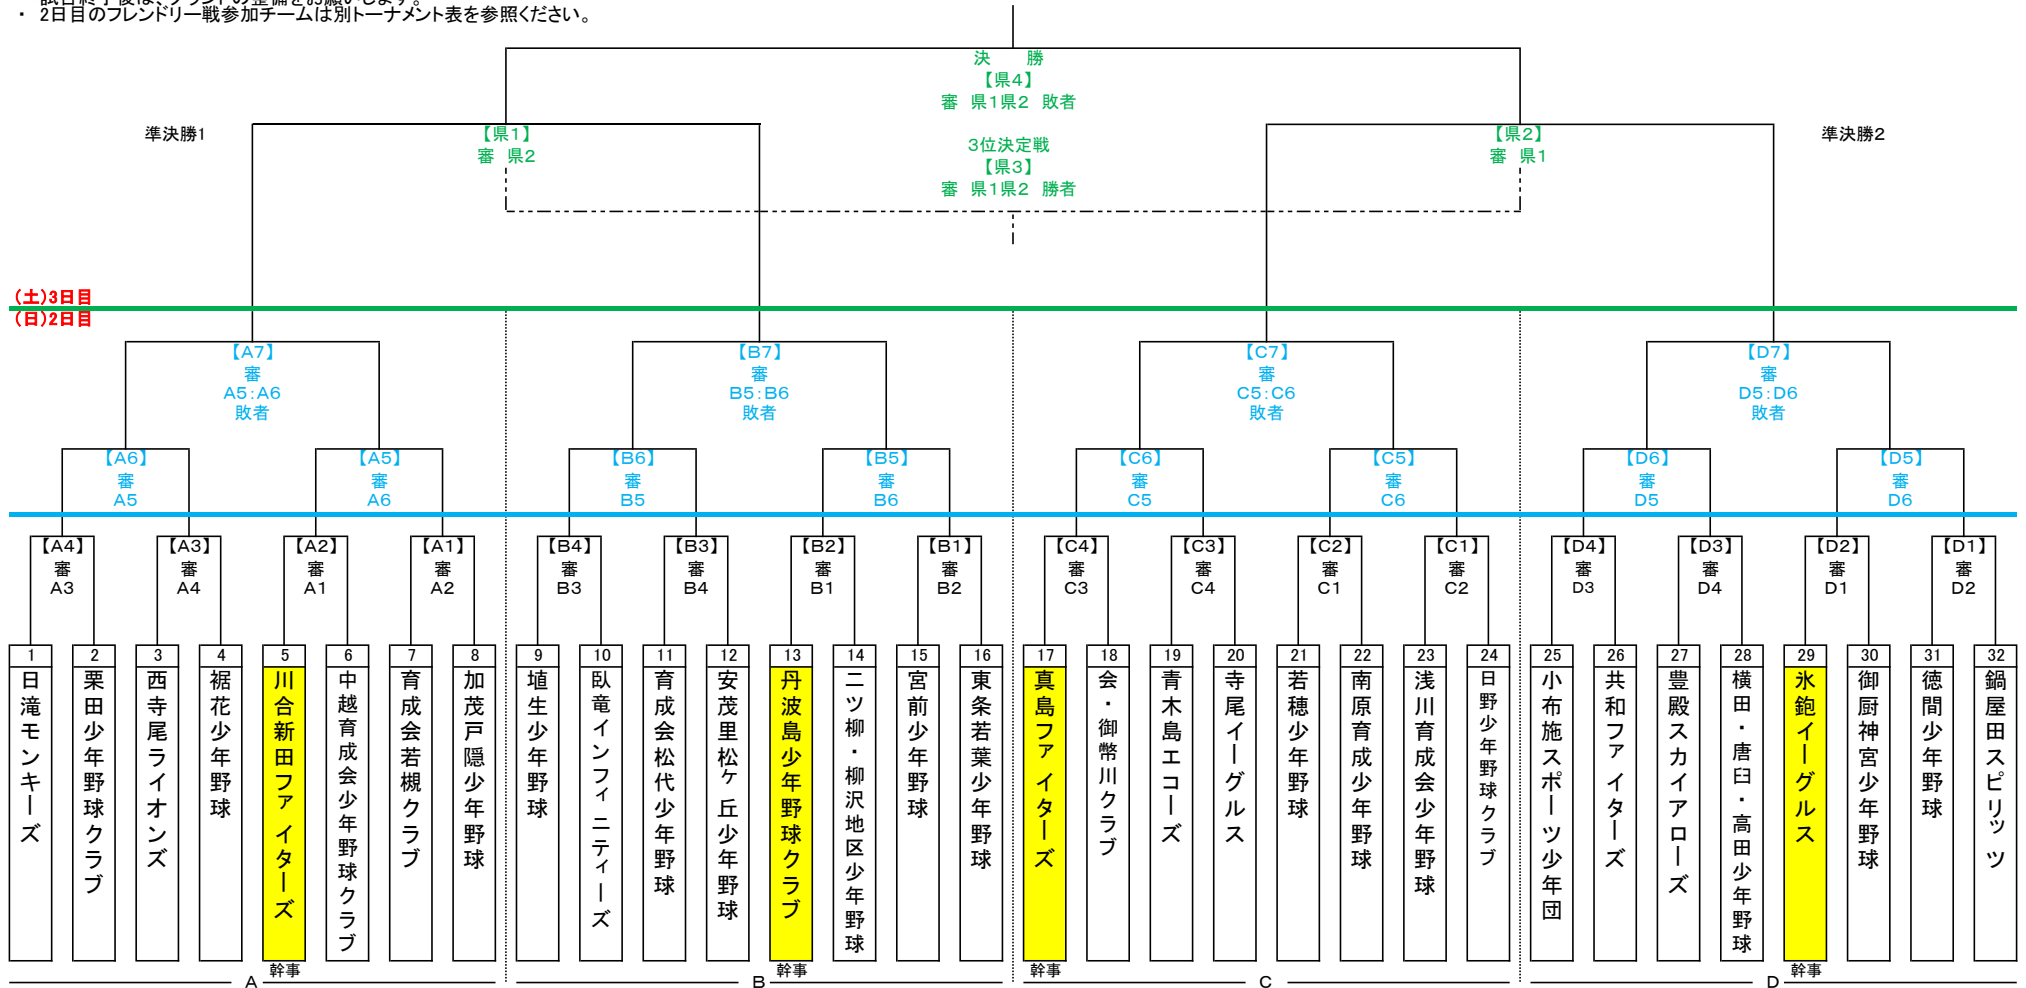 ・ 2日目のフレンドリー戦参加チームは別トーナメント表を参照ください。
決　勝
【県4】
審 県1県2 敗者
準決勝1
【県1】
審 県2
3位決定戦
【県3】
審 県1県2 勝者
【県2】
審 県1
準決勝2
(土)3日目
(日)2日目
【A7】
審
A5:A6
敗者
【B7】
審
B5:B6
敗者
【C7】
審
C5:C6
敗者
【D7】
審
D5:D6
敗者
【A6】
審
A5
【A5】
審
A6
【B6】
審
B5
【B5】
審
B6
【C6】
審
C5
【C5】
審
C6
【D6】
審
D5
【D5】
審
D6
【A4】
審
A3
【A3】
審
A4
【A2】
審
A1
【A1】
審
A2
【B4】
審
B3
【B3】
審
B4
【B2】
審
B1
【B1】
審
B2
【C4】
審
C3
【C3】
審
C4
【C2】
審
C1
【C1】
審
C2
【D4】
審
D3
【D3】
審
D4
【D2】
審
D1
【D1】
審
D2
1
日滝モンキーズ
2
栗田少年野球クラブ
3
西寺尾ライオンズ
4
裾花少年野球
5
川合新田ファイターズ
幹事
6
中越育成会少年野球クラブ
7
育成会若槻クラブ
8
加茂戸隠少年野球
9
埴生少年野球
10
臥竜インフィニティーズ
11
育成会松代少年野球
12
安茂里松ケ丘少年野球
13
丹波島少年野球クラブ
幹事
14
二ツ柳・柳沢地区少年野球
15
宮前少年野球
16
東条若葉少年野球
17
真島ファイターズ
幹事
18
会・御幣川クラブ
19
青木島エコーズ
20
寺尾イーグルス
21
若穂少年野球
22
南原育成少年野球
23
浅川育成会少年野球
24
日野少年野球クラブ
25
小布施スポーツ少年団
26
共和ファイターズ
27
豊殿スカイアローズ
28
横田・唐臼・高田少年野球
29
氷鉋イーグルス
幹事
30
御厨神宮少年野球
31
徳間少年野球
32
鍋屋田スピリッツ
A
B
C
D